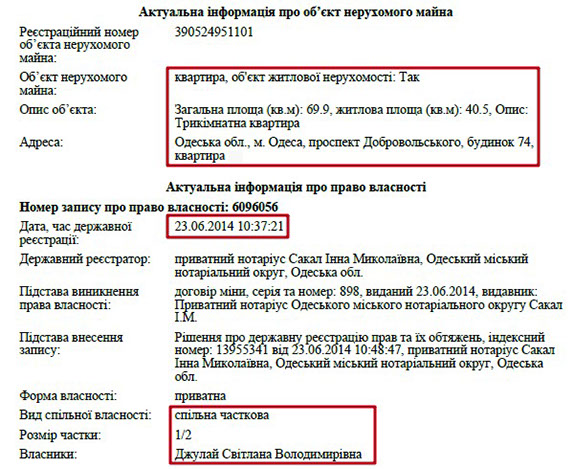 Актуальна інформація про об’єкт нерухомого майна
Реєстраційний номер 390524951101
об’єкта нерухомого
майна:
Об’єкт нерухомого квартира, об'єкт житлової нерухомості: Так
майна:
Опис об’єкта: Загальна площа (кв.м): 69.9, житлова площа (кв.м): 40.5, Опис:
Трикімнатна квартира
Адреса: Одеська обл., м. Одеса, проспект Добровольського, будинок 74,
квартира
Актуальна інформація про право власності
Номер запису про право власності: 6096056
Дата, час державної 23.06.2014 10:37:21
реєстрації:
Державний реєстратор: приватний нотаріус Сакал Інна Миколаївна, Одеський міський
нотаріальний округ, Одеська обл.
Підстава виникнення договір міни, серія та номер: 898, виданий 23.06.2014, видавник:
права власності: Приватний нотаріус Одеського міського нотаріального округу Сакал
І.М.
Підстава внесення Рішення про державну реєстрацію прав та їх обтяжень, індексний
запису: номер: 13955341 від 23.06.2014 10:48:47, приватний нотаріус Сакал
Інна Миколаївна, Одеський міський нотаріальний округ, Одеська
обл.
Форма власності: приватна
Вид спільної власності: спільна часткова
Розмір частки: 1/2
Власники: Джулай Світлана Володимирівна